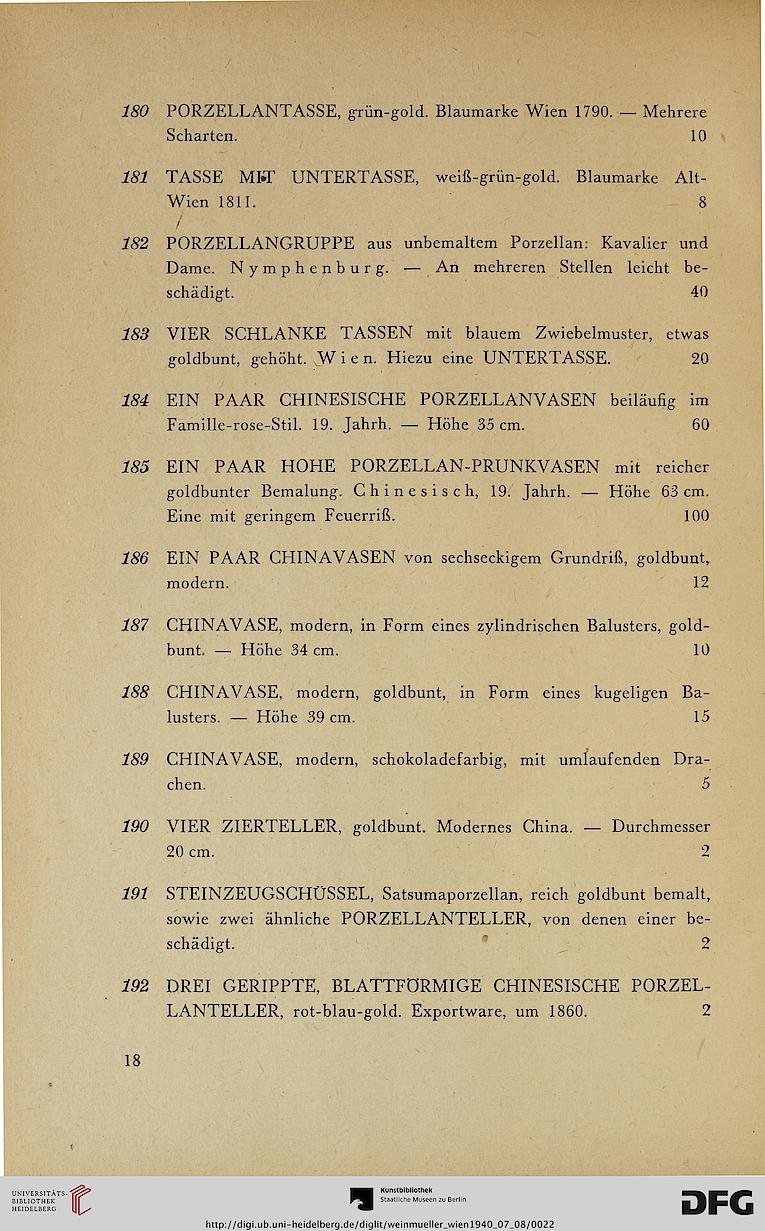 180 PORZELLANTASSE, grün-gold. Blaumarke Wien 1790. — Mehrere
Scharten. 10
181 TASSE MIT UNTERTASSE, weiß-grün-gold. Blaumarke Alt-
Wien 1811. 8
182 PORZELLANGRUPPE aus unbemaltem Porzellan: Kavalier und
Dame. Nymphenburg. — An mehreren Stellen leicht be-
schädigt. 40
183 VIER SCHLANKE TASSEN mit blauem Zwiebelmuster, etwas
goldbunt, gehöht. Wien. Hiezu eine UNTERTASSE. 20
184 EIN PAAR CHINESISCHE PORZELLANVASEN beiläufig im
Famille-rose-Stil. 19. Jahrh. — Höhe 35 cm. 60
185 EIN PAAR HOHE PORZELLAN-PRUNKVASEN mit reicher
goldbunter Bemalung. Chinesisch, 19. Jahrh. — Höhe 63 cm.
Eine mit geringem Feuerriß. 100
186 EIN PAAR CHINAVASEN von sechseckigem Grundriß, goldbunt,
modern. 12
187 CHINAVASE, modern, in Form eines zylindrischen Balusters, gold-
bunt. — Höhe 34 cm. 10
188 CHINAVASE, modern, goldbunt, in Form eines kugeligen Ba-
lusters. — Höhe 39 cm. 15
189 CHINAVASE, modern, schokoladefarbig, mit umlaufenden Dra-
chen. 5
190 VIER ZIERTELLER, goldbunt. Modernes China. — Durchmesser
20 cm. 2
191 STEINZEUGSCHÜSSEL, Satsumaporzellan, reich goldbunt bemalt,
sowie zwei ähnliche PORZELLANTELLER, von denen einer be-
schädigt. 2
192 DREI GERIPPTE, BLATTFÖRMIGE CHINESISCHE PORZEL-
LANTELLER, rot-blau-gold. Exportware, um 1860. 2
18
UNIVERSITÄTS-
BIBLIOTHEK
HEIDELBERG
Kunstbibliothek
Staatliche Museen zu Berlin
DFG
http://digi.ub.uni-heidelberg.de/diglit/weinmueller_wien1940_07_08/0022